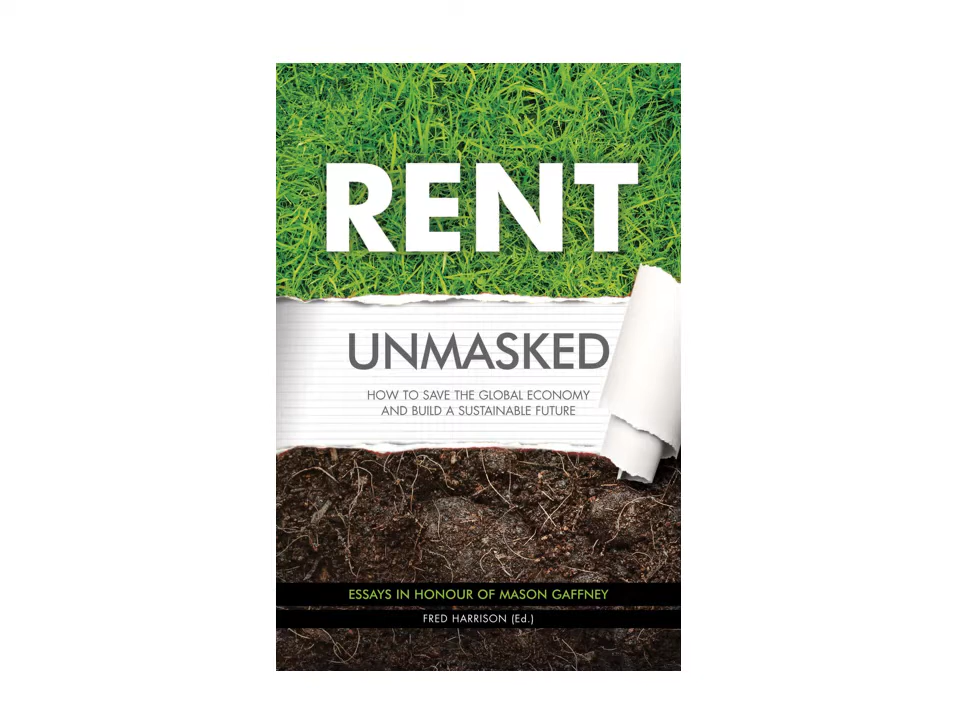 RENT
UNMASKED
HOW TO SAVE THE GLOBAL ECONOMY
AND BUILD A SUSTAINABLE FUTURE
ESSAYS IN HONOUR OF MASON GAFFNEY
FRED HARRISON (Ed.)